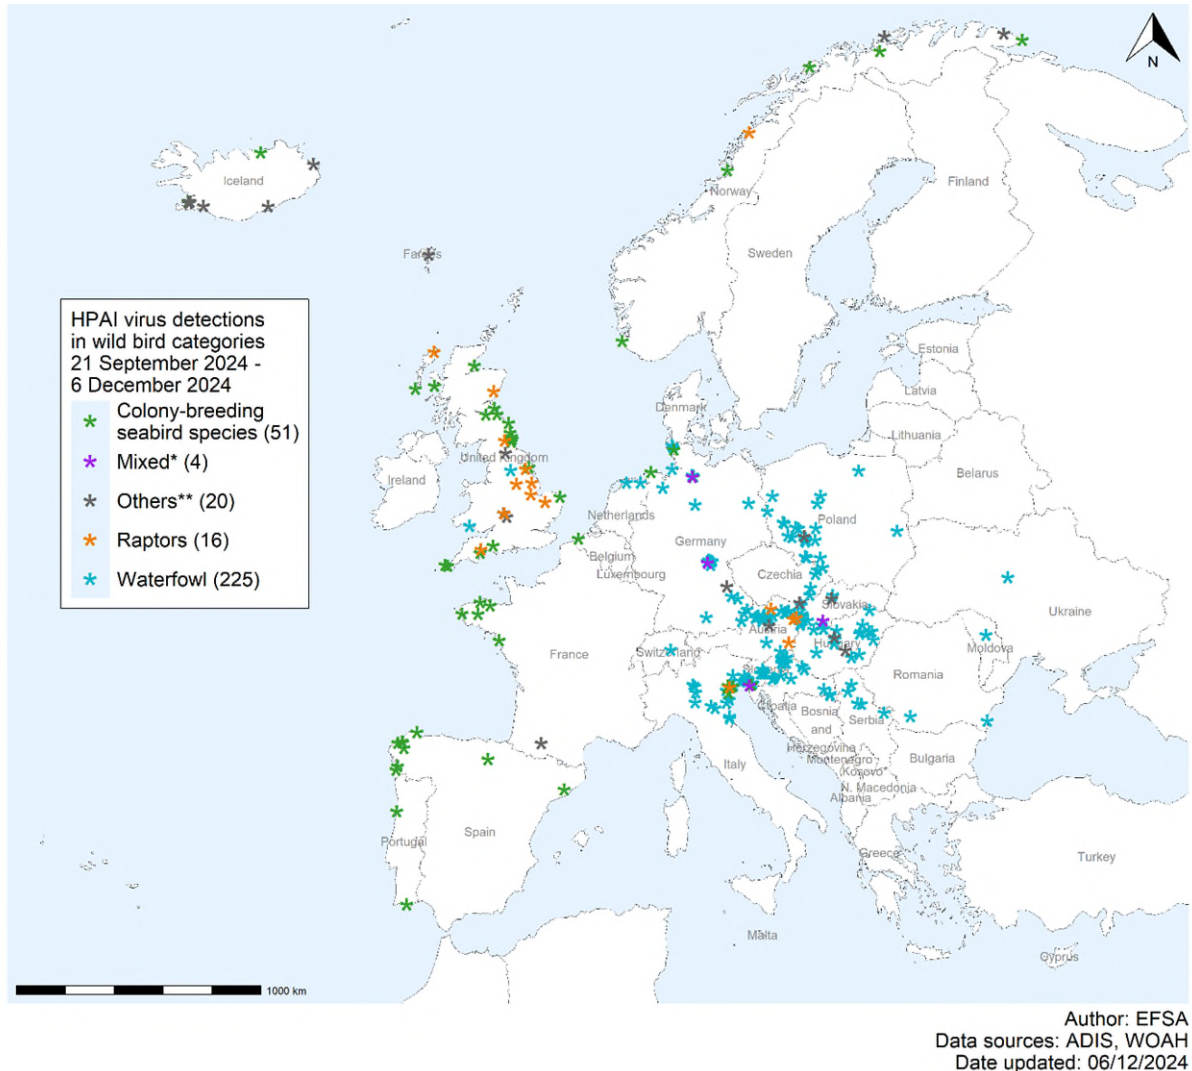 N
Iceland
Norway
Finland
Sweden
Faroes
HPAI virus detections
in wild bird categories
21 September 2024 -
6 December 2024
Colony-breeding
seabird species (51)
Mixed* (4)
Others** (20)
Raptors (16)
Waterfowl (225)
Estonia
Latvia
Denmark
Lithuania
United Kingdom
Ireland
Belarus
Netherlands
Poland
Germany
Belgium
Luxembourg
Czechia
Slovakia
Ukraine
Austria
Hungary
France
Switzerland
Moldova
Slovenia
Romania
Croatia
Bosnia
and
Herzegovina
Serbia
Montenegro
Kosovo
Bulgaria
Italy
N. Macedonia
Albania
Portugal
Spain
Greece
Turkey
Malta
Cyprus
1000 km
Author: EFSA
Data sources: ADIS, WOAH
Date updated: 06/12/2024